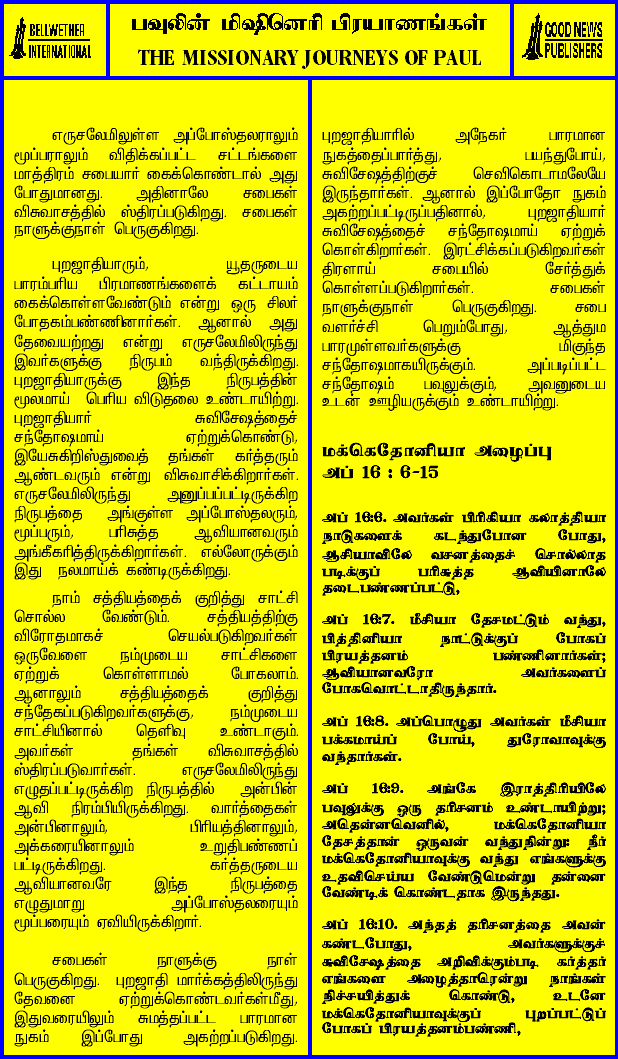 BELLWETHER
INTERNATIONAL
பவுலின் மிஷினெரி பிரயாணங்கள்
THE MISSIONARY JOURNEYS OF PAUL
GOOD NEWS
PUBLISHERS
எருசலேமிலுள்ள அப்போஸ்தலராலும்
மூப்பராலும் விதிக்கப்பட்ட சட்டங்களை
மாத்திரம் சபையார் கைக்கொண்டால் அது
போதுமானது. அதினாலே சபைகள்
விசுவாசத்தில் ஸ்திரப்படுகிறது. சபைகள்
நாளுக்குநாள் பெருகுகிறது.
புறஜாதியாரும், யூதருடைய
பாரம்பரிய பிரமாணங்களைக் கட்டாயம்
கைக்கொள்ளவேண்டும் என்று ஒரு சிலர்
போதகம்பண்ணினார்கள். ஆனால் அது
தேவையற்றது என்று எருசலேமிலிருந்து
இவர்களுக்கு நிருபம் வந்திருக்கிறது.
புறஜாதியாருக்கு இந்த நிருபத்தின்
மூலமாய் பெரிய விடுதலை உண்டாயிற்று.
புறஜாதியார் சுவிசேஷத்தைச்
சந்தோஷமாய் ஏற்றுக்கொண்டு,
இயேசுகிறிஸ்துவைத் தங்கள் கர்த்தரும்
ஆண்டவரும் என்று விசுவாசிக்கிறார்கள்.
எருசலேமிலிருந்து அனுப்பப்பட்டிருக்கிற
நிருபத்தை அங்குள்ள அப்போஸ்தலரும்,
மூப்பரும், பரிசுத்த ஆவியானவரும்
அங்கீகரித்திருக்கிறார்கள். எல்லோருக்கும்
இது நலமாய்க் கண்டிருக்கிறது.
நாம் சத்தியத்தைக் குறித்து சாட்சி
சொல்ல வேண்டும். சத்தியத்திற்கு
விரோதமாகச் செயல்படுகிறவர்கள்
ஒருவேளை நம்முடைய சாட்சிகளை
ஏற்றுக் கொள்ளாமல் போகலாம்.
ஆனாலும் சத்தியத்தைக் குறித்து
சந்தேகப்படுகிறவர்களுக்கு, நம்முடைய
சாட்சியினால் தெளிவு உண்டாகும்.
அவர்கள் தங்கள் விசுவாசத்தில்
ஸ்திரப்படுவார்கள். எருசலேமிலிருந்து
எழுதப்பட்டிருக்கிற நிருபத்தில் அன்பின்
ஆவி நிரம்பியிருக்கிறது. வார்த்தைகள்
அன்பினாலும், பிரியத்தினாலும்,
அக்கரையினாலும் உறுதிபண்ணப்
பட்டிருக்கிறது. கர்த்தருடைய
ஆவியானவரே இந்த நிருபத்தை
எழுதுமாறு அப்போஸ்தலரையும்
மூப்பரையும் ஏவியிருக்கிறார்.
சபைகள் நாளுக்கு நாள்
பெருகுகிறது. புறஜாதி மார்க்கத்திலிருந்து
தேவனை ஏற்றுக்கொண்டவர்கள்மீது,
இதுவரையிலும் சுமத்தப்பட்ட பாரமான
நுகம் இப்போது அகற்றப்படுகிறது.
புறஜாதியாரில் அநேகர் பாரமான
நுகத்தைப்பார்த்து, பயந்துபோய்,
சுவிசேஷத்திற்குச் செவிகொடாமலேயே
இருந்தார்கள். ஆனால் இப்போதோ நுகம்
அகற்றப்பட்டிருப்பதினால், புறஜாதியார்
சுவிசேஷத்தைச் சந்தோஷமாய் ஏற்றுக்
கொள்கிறார்கள். இரட்சிக்கப்படுகிறவர்கள்
திரளாய் சபையில் சேர்த்துக்
கொள்ளப்படுகிறார்கள். சபைகள்
நாளுக்குநாள் பெருகுகிறது. சபை
வளர்ச்சி பெறும்போது, ஆத்தும
பாரமுள்ளவர்களுக்கு மிகுந்த
சந்தோஷமாகயிருக்கும். அப்படிப்பட்ட
சந்தோஷம் பவுலுக்கும், அவனுடைய
உடன் ஊழியருக்கும் உண்டாயிற்று.
மக்கெதோனியா அழைப்பு
அப் 16 : 6-15
அப் 16:6. அவர்கள் பிரிகியா கலாத்தியா
நாடுகளைக் கடந்துபோன போது,
ஆசியாவிலே வசனத்தைச் சொல்லாத
படிக்குப் பரிசுத்த ஆவியினாலே
தடைபண்ணப்பட்டு,
அப் 16:7. மீசியா தேசமட்டும் வந்து,
பித்தினியா நாட்டுக்குப் போகப்
பிரயத்தனம் பண்ணினார்கள்;
ஆவியானவரோ அவர்களைப்
போகவொட்டாதிருந்தார்.
அப் 16:8. அப்பொழுது அவர்கள் மீசியா
பக்கமாய்ப் போய், துரோவாவுக்கு
வந்தார்கள்.
அப் 16:9. அங்கே இராத்திரியிலே
பவுலுக்கு ஒரு தரிசனம் உண்டாயிற்று;
அதென்னவெனில், மக்கெதோனியா
தேசத்தான் ஒருவன் வந்துநின்று: நீர்
மக்கெதோனியாவுக்கு வந்து எங்களுக்கு
உதவிசெய்ய வேண்டுமென்று தன்னை
வேண்டிக் கொண்டதாக இருந்தது.
அப் 16:10. அந்தத் தரிசனத்தை அவன்
கண்டபோது, அவர்களுக்குச்
சுவிசேஷத்தை அறிவிக்கும்படி கர்த்தர்
எங்களை அழைத்தாரென்று நாங்கள்
நிச்சயித்துக் கொண்டு, உடனே
மக்கெதோனியாவுக்குப் புறப்பட்டுப்
போகப் பிரயத்தனம்பண்ணி,